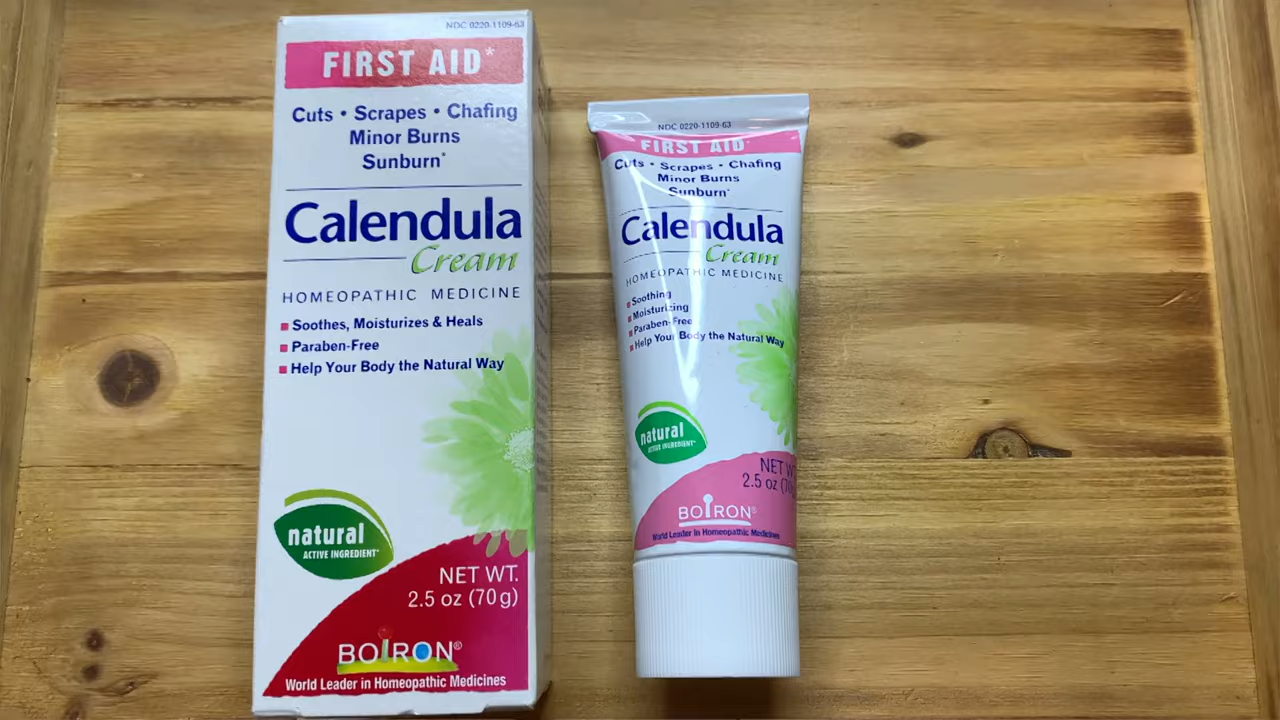 NDC 0220-1109-63
FIRST AID*
Cuts • Scrapes • Chafing
Minor Burns
Sunburn*
Calendula
Cream
HOMEOPATHIC MEDICINE
Soothes, Moisturizes & Heals
Paraben-Free
Help Your Body the Natural Way
natural
ACTIVE INGREDIENT*
NET WT.
2.5 oz (70g)
BOIRON®
World Leader in Homeopathic Medicines
NDC 0220-1109-63
FIRST AID*
Cuts • Scrapes • Chafing
Minor Burns
Sunburn*
Calendula
Cream
HOMEOPATHIC MEDICINE
Soothing
Moisturizing
Paraben-Free
Help Your Body the Natural Way
natural
ACTIVE INGREDIENT*
NET W
2.5 oz (70
BOIRON®
World Leader in Homeopathic Medicines